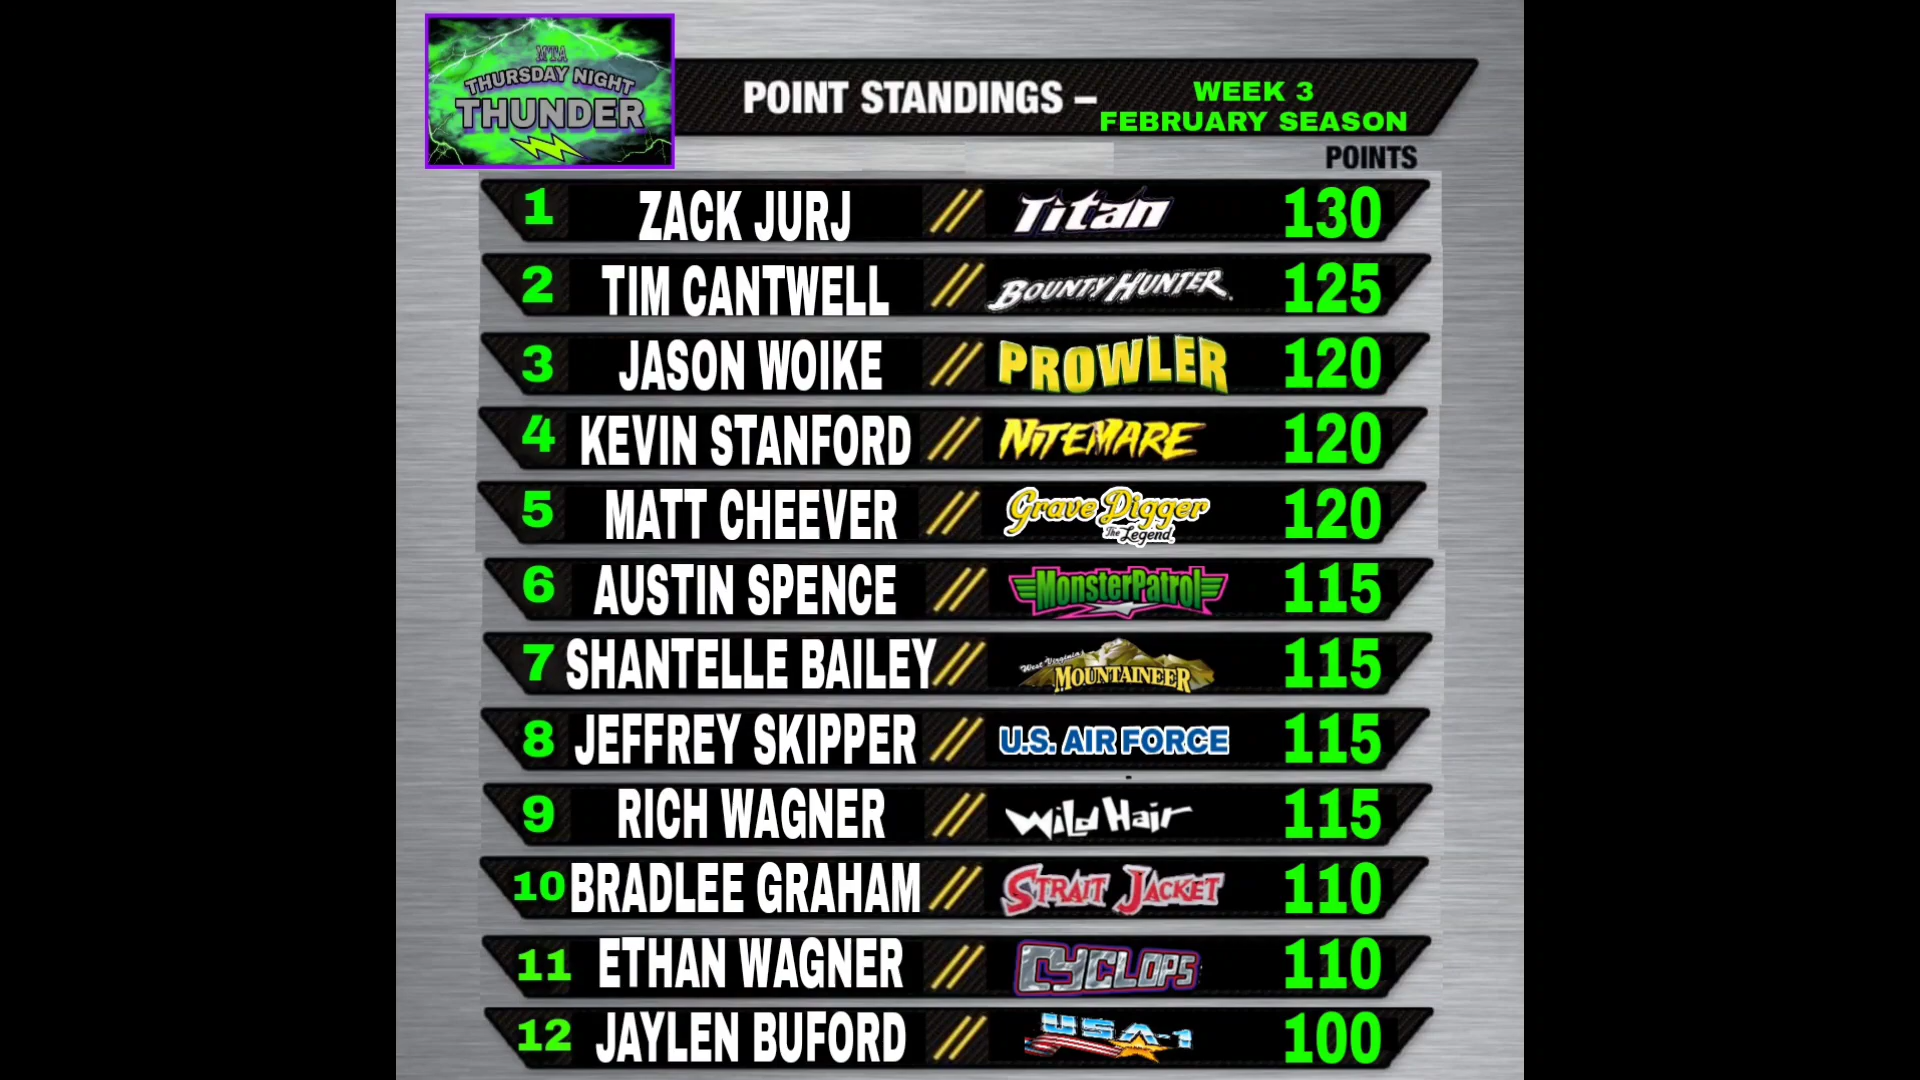 MTA
THURSDAY NIGHT
THUNDER
POINT STANDINGS –
WEEK 3
FEBRUARY SEASON
POINTS
1 ZACK JURJ // Titan 130
2 TIM CANTWELL // BOUNTY HUNTER 125
3 JASON WOIKE // PROWLER 120
4 KEVIN STANFORD // NITEMARE 120
5 MATT CHEEVER // Grave Digger 120
The Legend
6 AUSTIN SPENCE // MonsterPatrol 115
7 SHANTELLE BAILEY // West Virginia's MOUNTAINEER 115
8 JEFFREY SKIPPER // U.S. AIR FORCE 115
9 RICH WAGNER // Wild Hair 115
10 BRADLEE GRAHAM // STRAIT JACKET 110
11 ETHAN WAGNER // CYCLOPS 110
12 JAYLEN BUFORD // USA-1 100